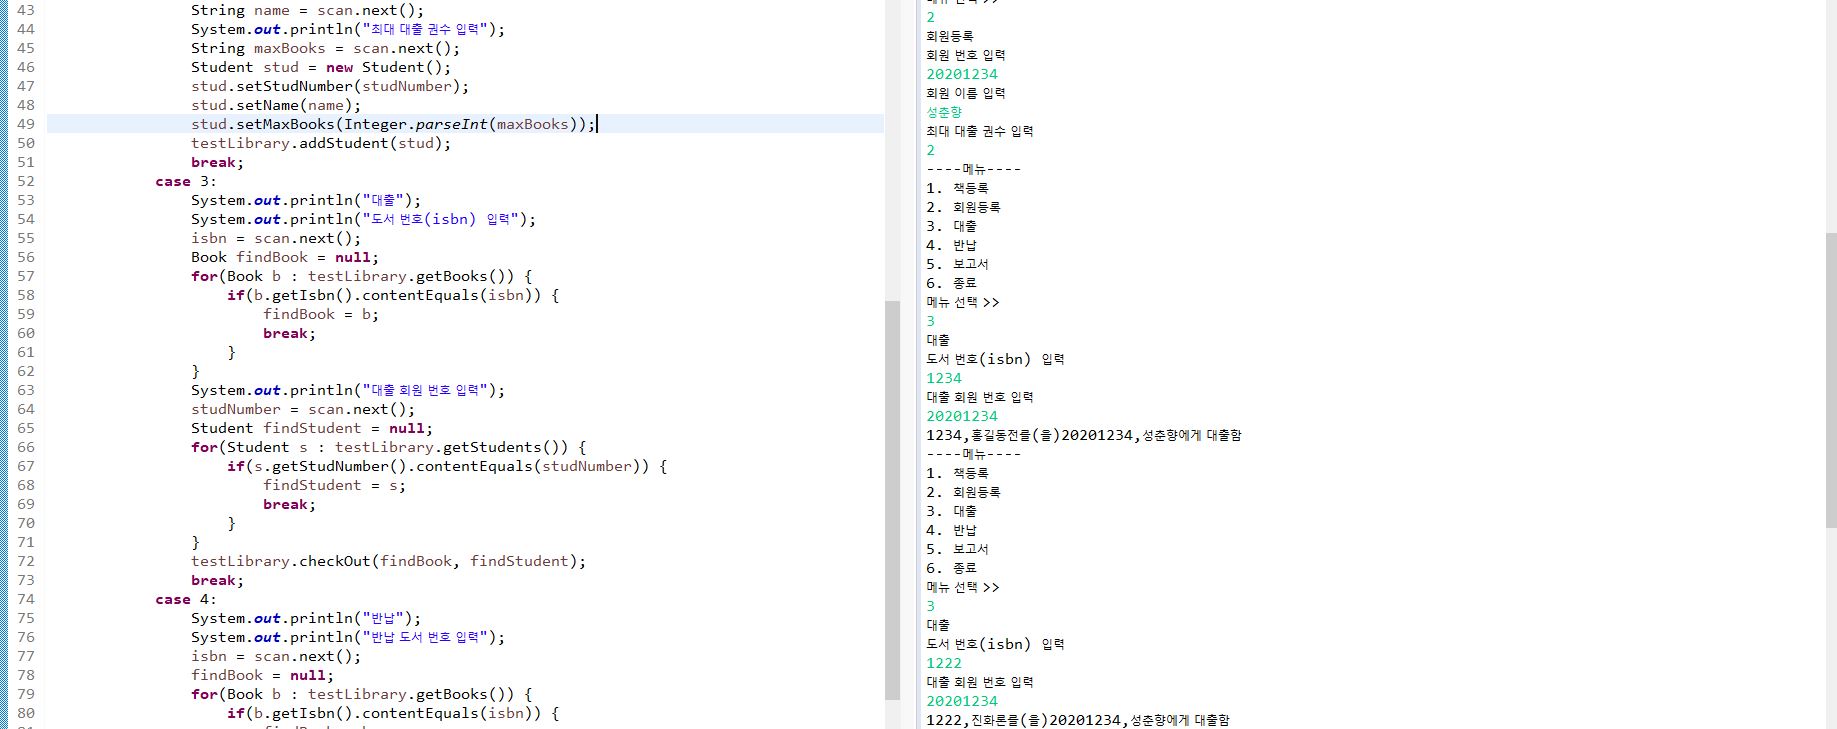 43 String name = scan.next();
44 System.out.println("최대 대출 권수 입력");
45 String maxBooks = scan.next();
46 Student stud = new Student();
47 stud.setStudNumber(studNumber);
48 stud.setName(name);
49 stud.setMaxBooks(Integer.parseInt(maxBooks));
50 testLibrary.addStudent(stud);
51 break;
52 case 3:
53 System.out.println("대출");
54 System.out.println("도서 번호(isbn) 입력");
55 isbn = scan.next();
56 Book findBook = null;
57 for(Book b : testLibrary.getBooks()) {
58 if(b.getIsbn().contentEquals(isbn)) {
59 findBook = b;
60 break;
61 }
62 }
63 System.out.println("대출 회원 번호 입력");
64 studNumber = scan.next();
65 Student findStudent = null;
66 for(Student s : testLibrary.getStudents()) {
67 if(s.getStudNumber().contentEquals(studNumber)) {
68 findStudent = s;
69 break;
70 }
71 }
72 testLibrary.checkOut(findBook, findStudent);
73 break;
74 case 4:
75 System.out.println("반납");
76 System.out.println("반납 도서 번호 입력");
77 isbn = scan.next();
78 findBook = null;
79 for(Book b : testLibrary.getBooks()) {
80 if(b.getIsbn().contentEquals(isbn)) {
2
회원등록
회원 번호 입력
20201234
회원 이름 입력
성춘향
최대 대출 권수 입력
2
----메뉴----
1. 책등록
2. 회원등록
3. 대출
4. 반납
5. 보고서
6. 종료
메뉴 선택 >>
3
대출
도서 번호(isbn) 입력
1234
대출 회원 번호 입력
20201234
1234,홍길동전를(을)20201234,성춘향에게 대출함
----메뉴----
1. 책등록
2. 회원등록
3. 대출
4. 반납
5. 보고서
6. 종료
메뉴 선택 >>
3
대출
도서 번호(isbn) 입력
1222
대출 회원 번호 입력
20201234
1222,진화론를(을)20201234,성춘향에게 대출함